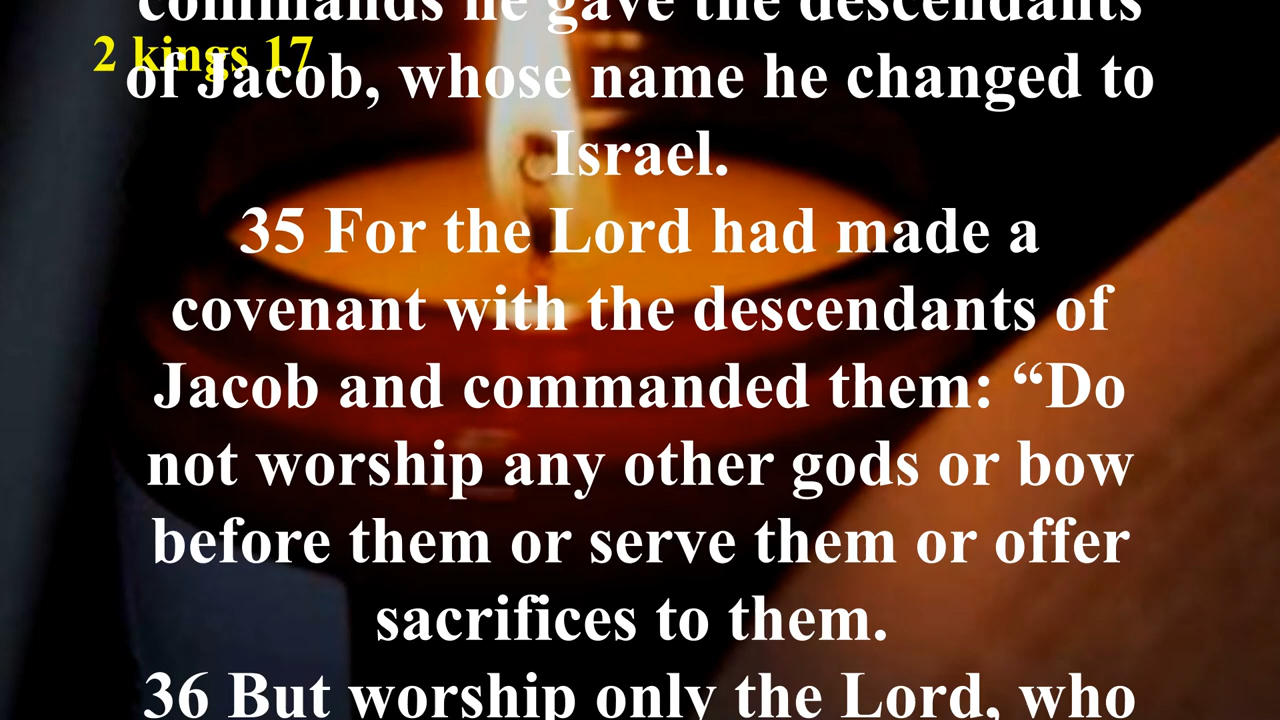 commands he gave the descendants
2 kings 17
of Jacob, whose name he changed to
Israel.
35 For the Lord had made a
covenant with the descendants of
Jacob and commanded them: “Do
not worship any other gods or bow
before them or serve them or offer
sacrifices to them.
36 But worship only the Lord, who